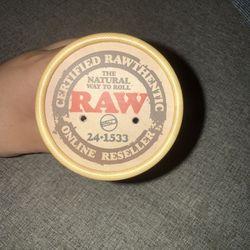 CERTIFIED RAWTHENTIC
THE
NATURAL
WAY TO ROLL
RAW
24-1533
ONLINE RESELLER